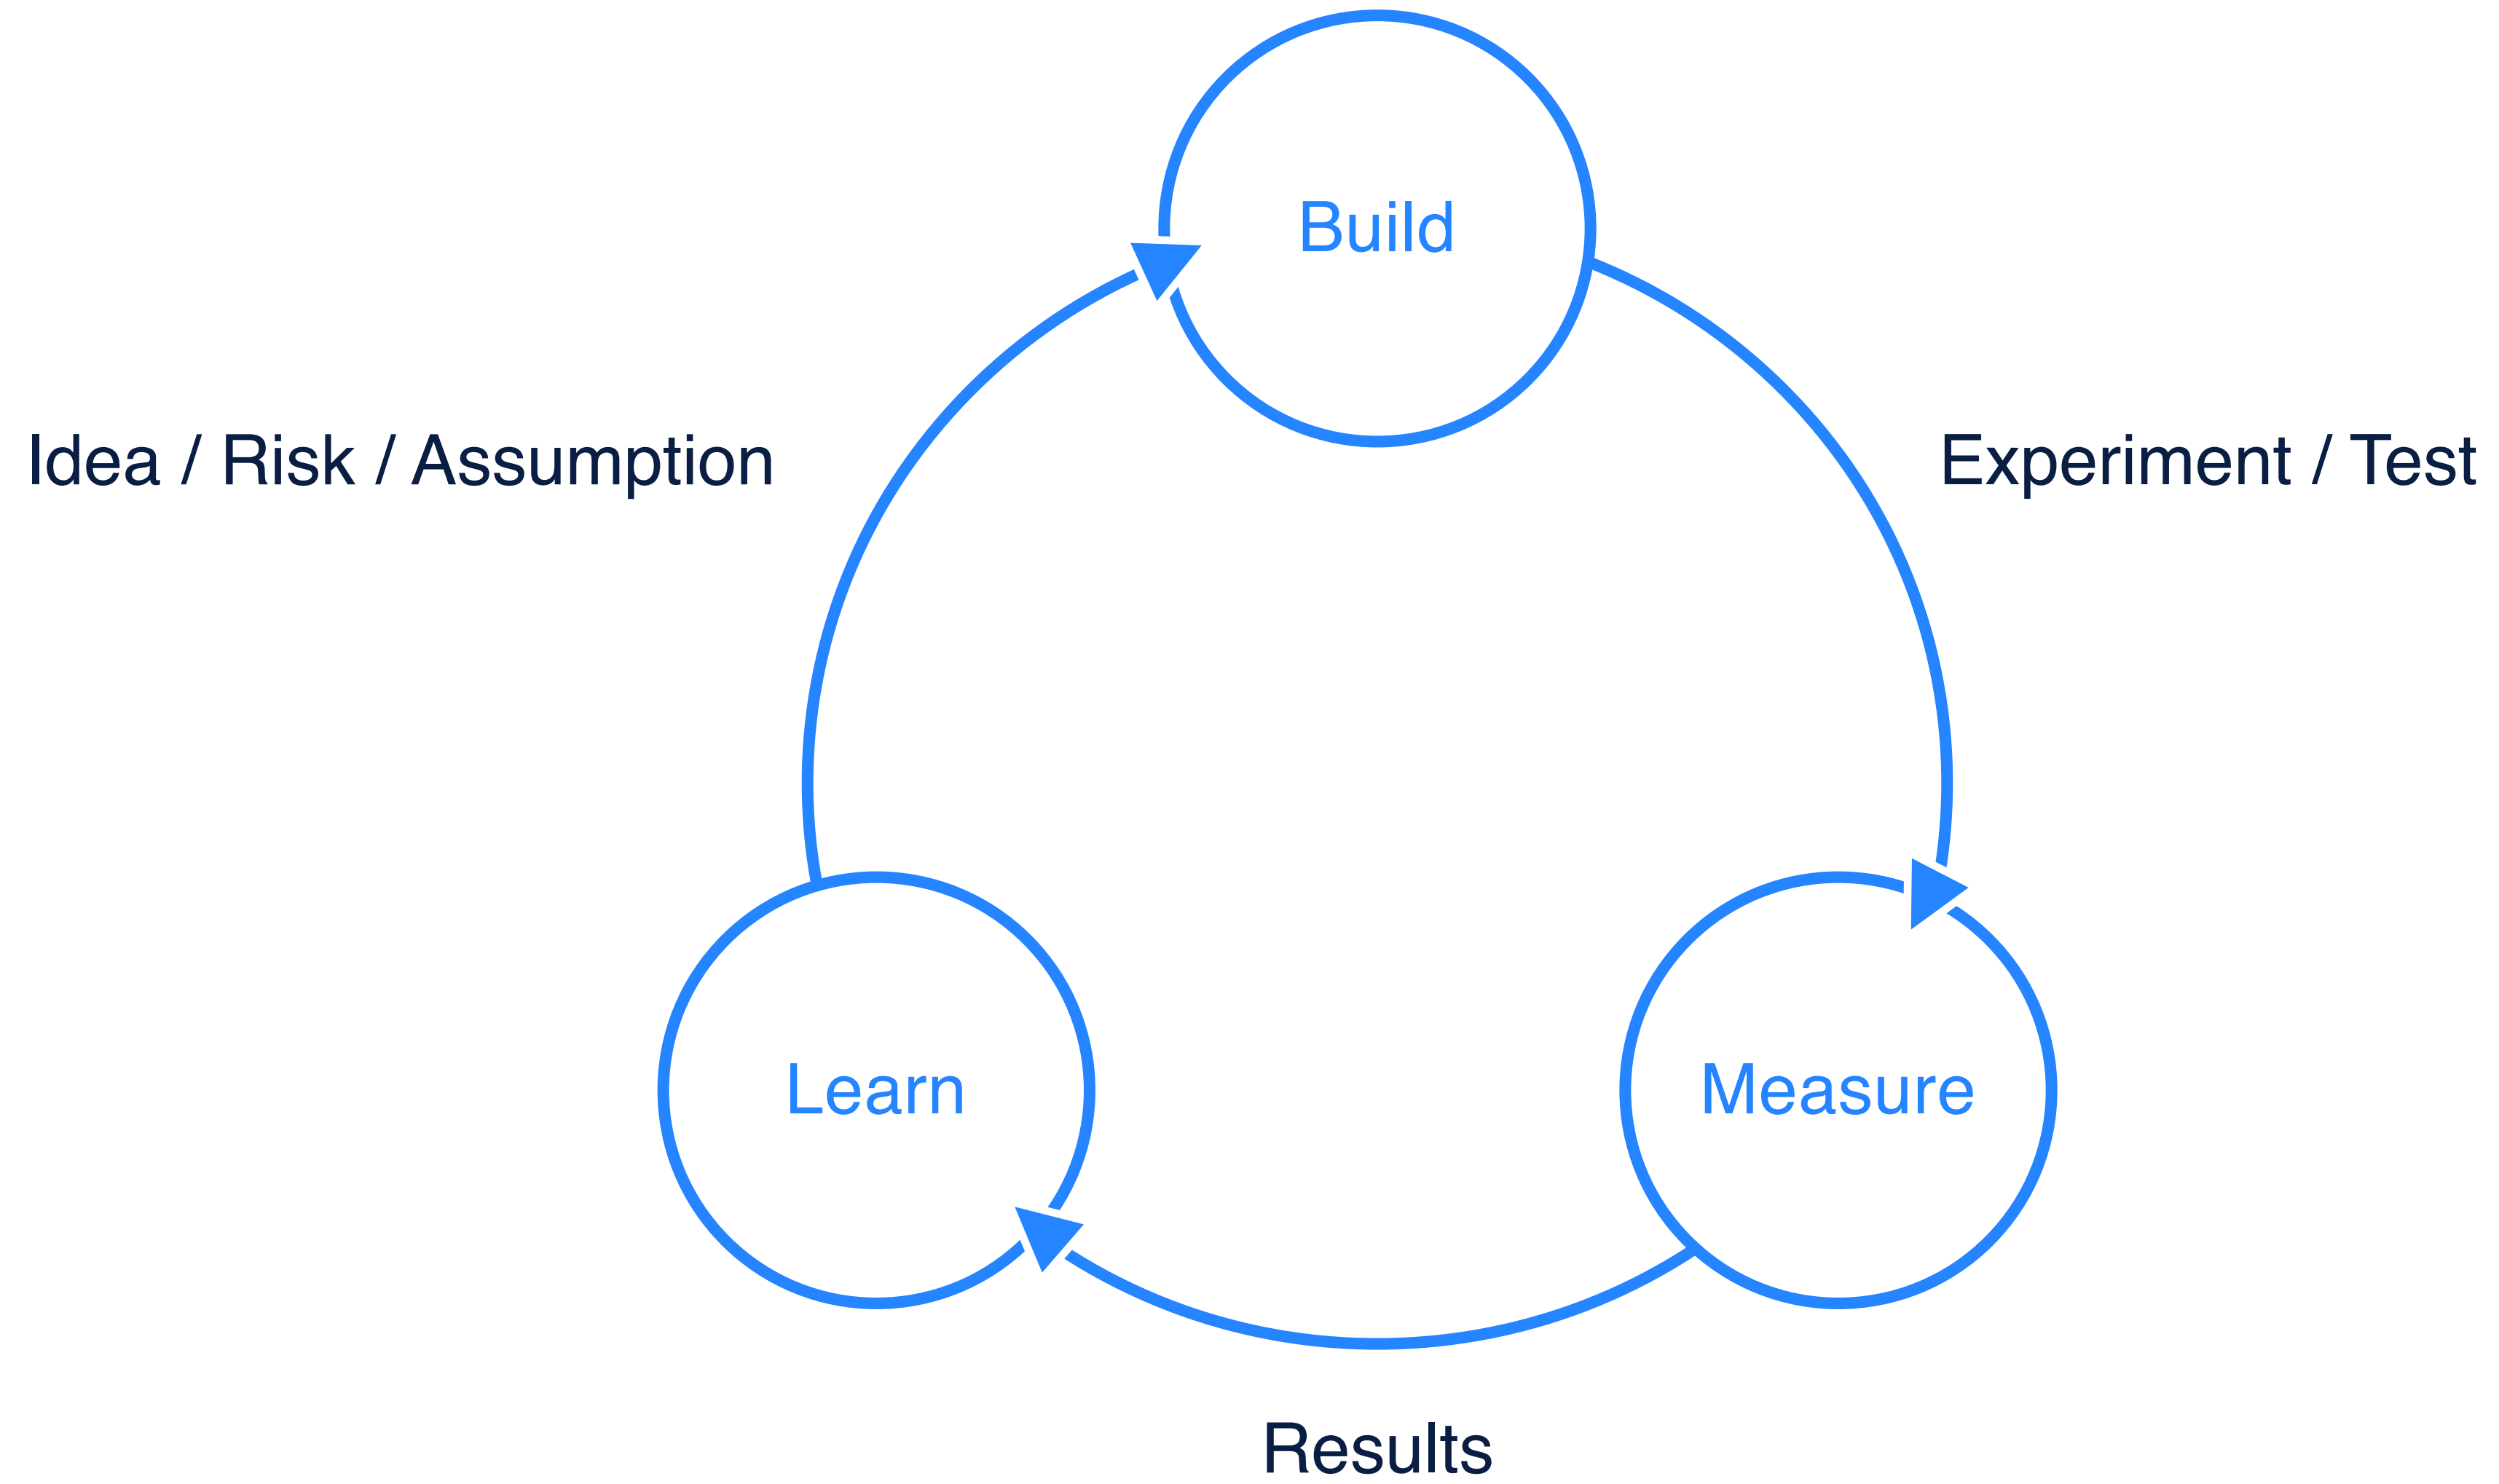 Build
Idea / Risk / Assumption
Experiment / Test
Learn
Measure
Results